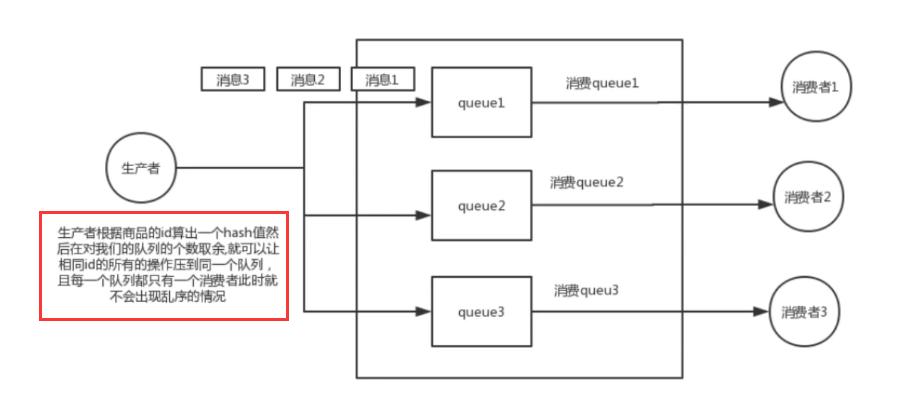 消息3 消息2 消息1
queue1
消费queue1
消费者1
生产者
queue2
消费queue2
消费者2
生产者根据商品的id算出一个hash值然
后在对我们的队列的个数取余,就可以让
相同id的所有的操作压到同一个队列，
且每一个队列都只有一个消费者此时就
不会出现乱序的情况
queue3
消费queu3
消费者3